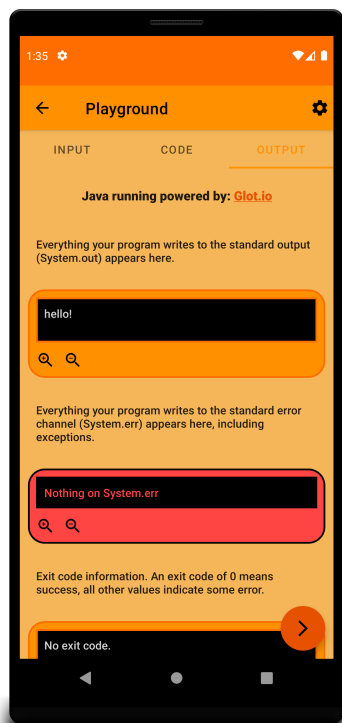 1:35
Playground
INPUT
CODE
OUTPUT
Java running powered by: Glot.io
Everything your program writes to the standard output
(System.out) appears here.
hello!
Everything your program writes to the standard error
channel (System.err) appears here, including
exceptions.
Nothing on System.err
Exit code information. An exit code of 0 means
success, all other values indicate some error.
No exit code.